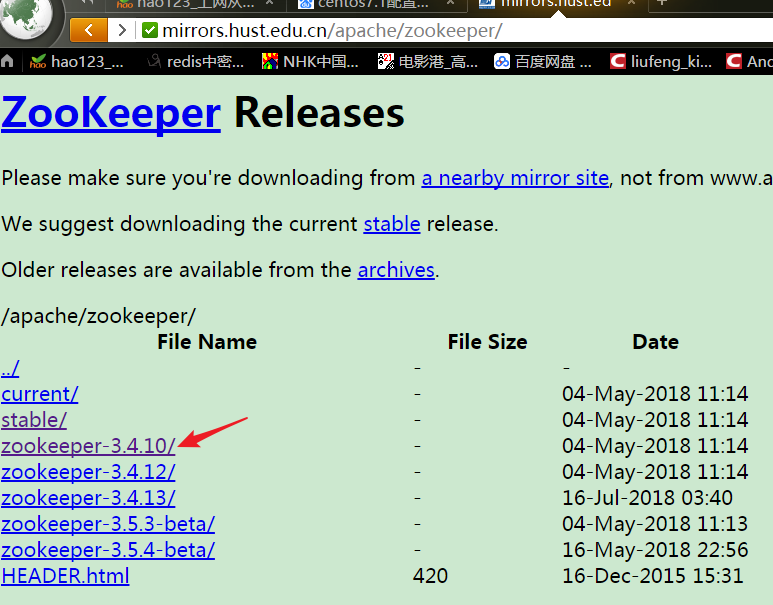 hao123_上网从...
centos7.1配置...
mirrors.hust.ed
mirrors.hust.edu.cn/apache/zookeeper/
hao123_... redis中密... NHK中国... 电影港_高... 百度网盘 ... liufeng_ki... And
ZooKeeper Releases
Please make sure you're downloading from a nearby mirror site, not from www.a
We suggest downloading the current stable release.
Older releases are available from the archives.
/apache/zookeeper/
File Name File Size Date
../ - -
current/ - 04-May-2018 11:14
stable/ - 04-May-2018 11:14
zookeeper-3.4.10/ - 04-May-2018 11:14
zookeeper-3.4.12/ - 04-May-2018 11:14
zookeeper-3.4.13/ - 16-Jul-2018 03:40
zookeeper-3.5.3-beta/ - 04-May-2018 11:13
zookeeper-3.5.4-beta/ - 16-May-2018 22:56
HEADER.html 420 16-Dec-2015 15:31